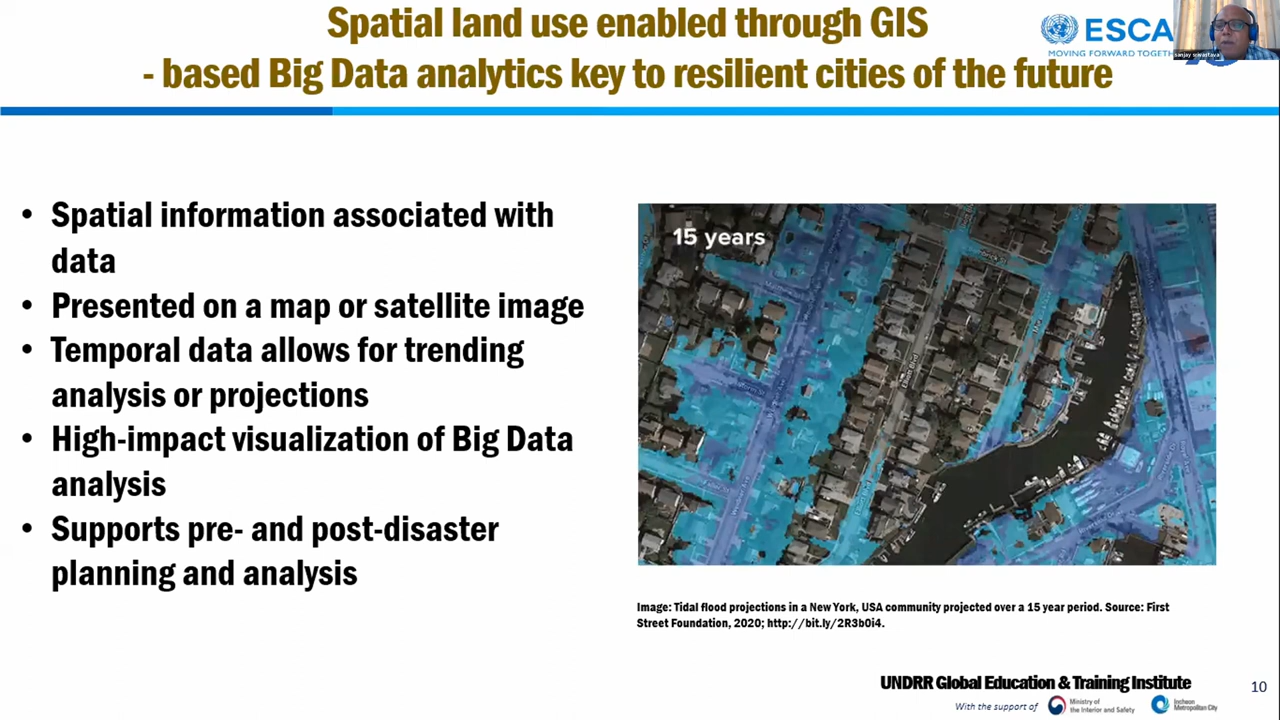 Spatial land use enabled through GIS
- based Big Data analytics key to resilient cities of the future
ESCA
MOVING FORWARD TOGETH
sanjay srivastava
• Spatial information associated with
data
• Presented on a map or satellite image
• Temporal data allows for trending
analysis or projections
• High-impact visualization of Big Data
analysis
• Supports pre- and post-disaster
planning and analysis
15 years
Image: Tidal flood projections in a New York, USA community projected over a 15 year period. Source: First
Street Foundation, 2020; http://bit.ly/2R3b0i4.
UNDRR Global Education & Training Institute
With the support of
Ministry of
the Interior and Safety
Incheon
Metropolitan City
10